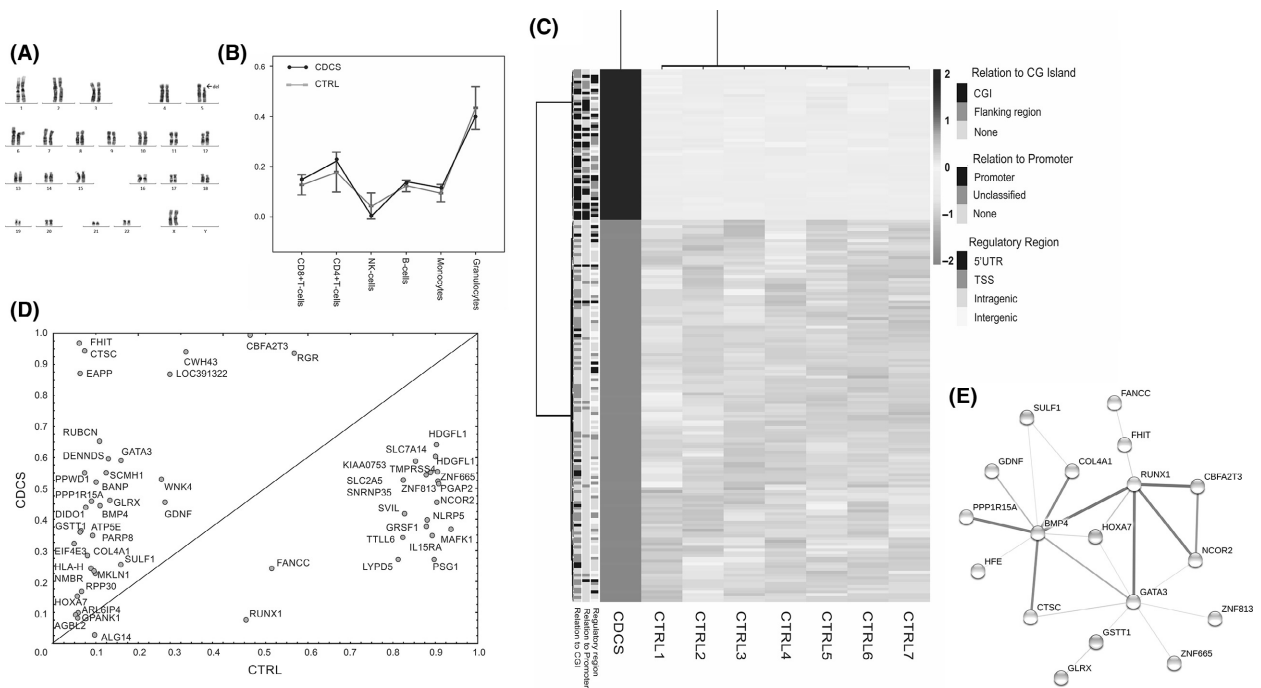 (A)
1 2 3 4 5
6 7 8 9 10 11 12
13 14 15 16 17 18
19 20 21 22 X Y
(B)
CDCS
CTRL
0.6
0.4
0.2
0.0
CD8+T-cells
CD4+T-cells
NK-cells
B-cells
Monocytes
Granulocytes
(C)
2
1
0
−1
−2
Relation to CG Island
CGI
Flanking region
None
Relation to Promoter
Promoter
Unclassified
None
Regulatory Region
5'UTR
TSS
Intragenic
Intergenic
Relation to CGI
Relation to Promoter
Regulatory region
CDCS
CTRL1
CTRL2
CTRL3
CTRL4
CTRL5
CTRL6
CTRL7
(D)
CDCS
1.0
0.9
0.8
0.7
0.6
0.5
0.4
0.3
0.2
0.1
0.0
FHIT
CTSC
EAPP
CWH43
LOC391322
CBFA2T3
RGR
RUBCN
DENNDS
GATA3
PPWD1
SCMH1
BANP
WNK4
PPP1R15A
GLRX
GDNF
DIDO1
BMP4
GSTT1
ATP5E
PARP8
EIF4E3
COL4A1
SULF1
HLA-H
MKLN1
NMBR
RPP30
HOXA7
ARL6IP4
GPANK1
AGBL2
ALG14
HDGFL1
SLC7A14
HDGFL1
KIAA0753
TMPRSS4
ZNF665
SLC2A5
ZNF813
PGAP2
SNRNP35
NCOR2
SVIL
NLRP5
GRSF1
MAFK1
TTLL6
IL15RA
LYPD5
PSG1
FANCC
RUNX1
0.0 0.1 0.2 0.3 0.4 0.5 0.6 0.7 0.8 0.9 1.0
CTRL
(E)
FANCC
SULF1
FHIT
GDNF
COL4A1
RUNX1
CBFA2T3
PPP1R15A
BMP4
HOXA7
HFE
NCOR2
CTSC
GATA3
ZNF813
GSTT1
ZNF665
GLRX